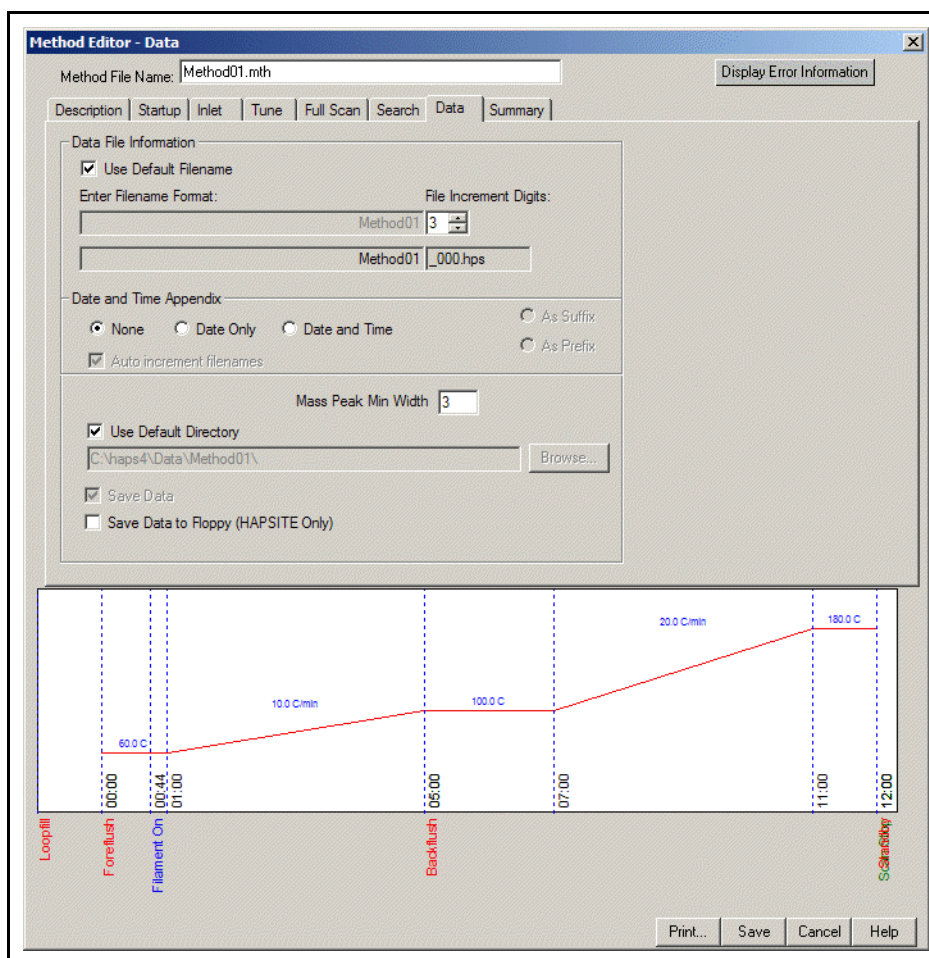 Method Editor - Data
Method File Name: Method01.mth
Display Error Information
Description Startup Inlet Tune Full Scan Search Data Summary
Data File Information
Use Default Filename
Enter Filename Format: File Increment Digits:
Method01 3
Method01 _000.hps
Date and Time Appendix
None Date Only Date and Time
As Suffix
As Prefix
Auto increment filenames
Mass Peak Min Width 3
Use Default Directory
C:\haps4\Data\Method01\ Browse...
Save Data
Save Data to Floppy (HAPSITE Only)
60.0 C
10.0 C/min
100.0 C
20.0 C/min
180.0 C
00:00
00:44
01:00
05:00
07:00
11:00
12:00
Loopfill
Foreflush
Filament On
Backflush
Print... Save Cancel Help